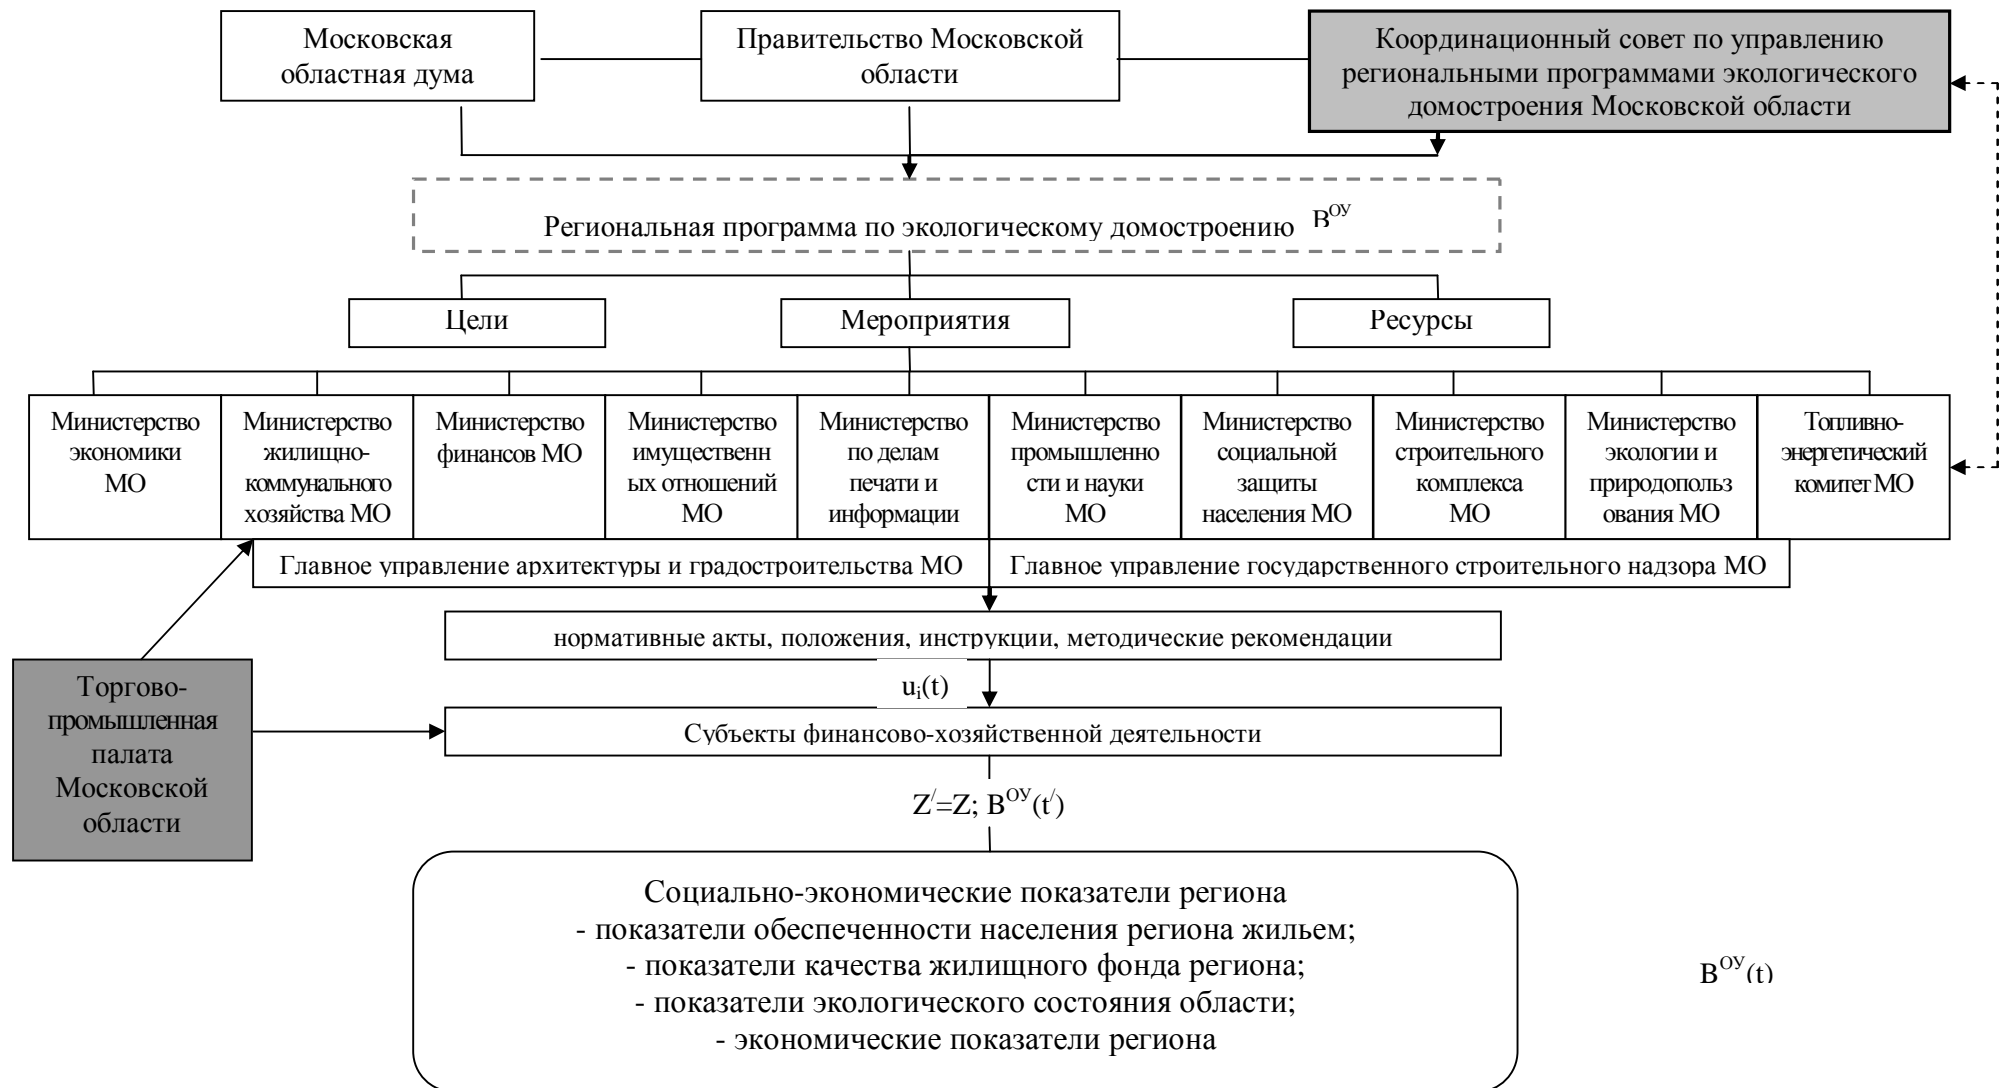 Московская
областная дума
Правительство Московской
области
Координационный совет по управлению
региональными программами экологического
домостроения Московской области
Региональная программа по экологическому домостроению В^ОУ
Цели
Мероприятия
Ресурсы
Министерство
экономики
МО
Министерство
жилищно-
коммунального
хозяйства МО
Министерство
финансов МО
Министерство
имущественн
ых отношений
МО
Министерство
по делам
печати и
информации
Министерство
промышленно
сти и науки
МО
Министерство
социальной
защиты
населения МО
Министерство
строительного
комплекса
МО
Министерство
экологии и
природопольз
ования МО
Топливно-
энергетический
комитет МО
Главное управление архитектуры и градостроительства МО
Главное управление государственного строительного надзора МО
нормативные акты, положения, инструкции, методические рекомендации
u_i(t)
Торгово-
промышленная
палата
Московской
области
Субъекты финансово-хозяйственной деятельности
Z^/=Z; B^ОУ(t^/)
Социально-экономические показатели региона
- показатели обеспеченности населения региона жильем;
- показатели качества жилищного фонда региона;
- показатели экологического состояния области;
- экономические показатели региона
B^ОУ(t)